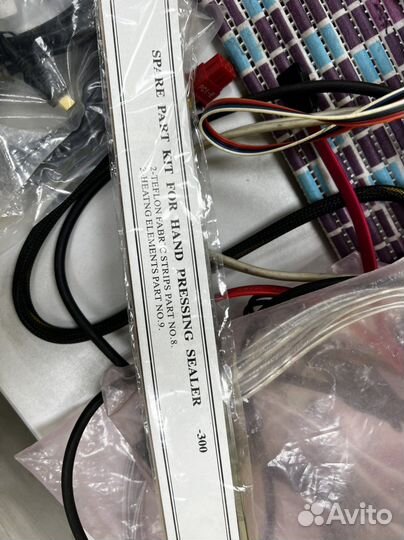 SPARE PART KIT FOR HAND PRESSING SEALER -300
2-TEFLON FABRIC STRIPS PART NO.8.
2-HEATNG ELEMENTS PART NO.9.
Avito